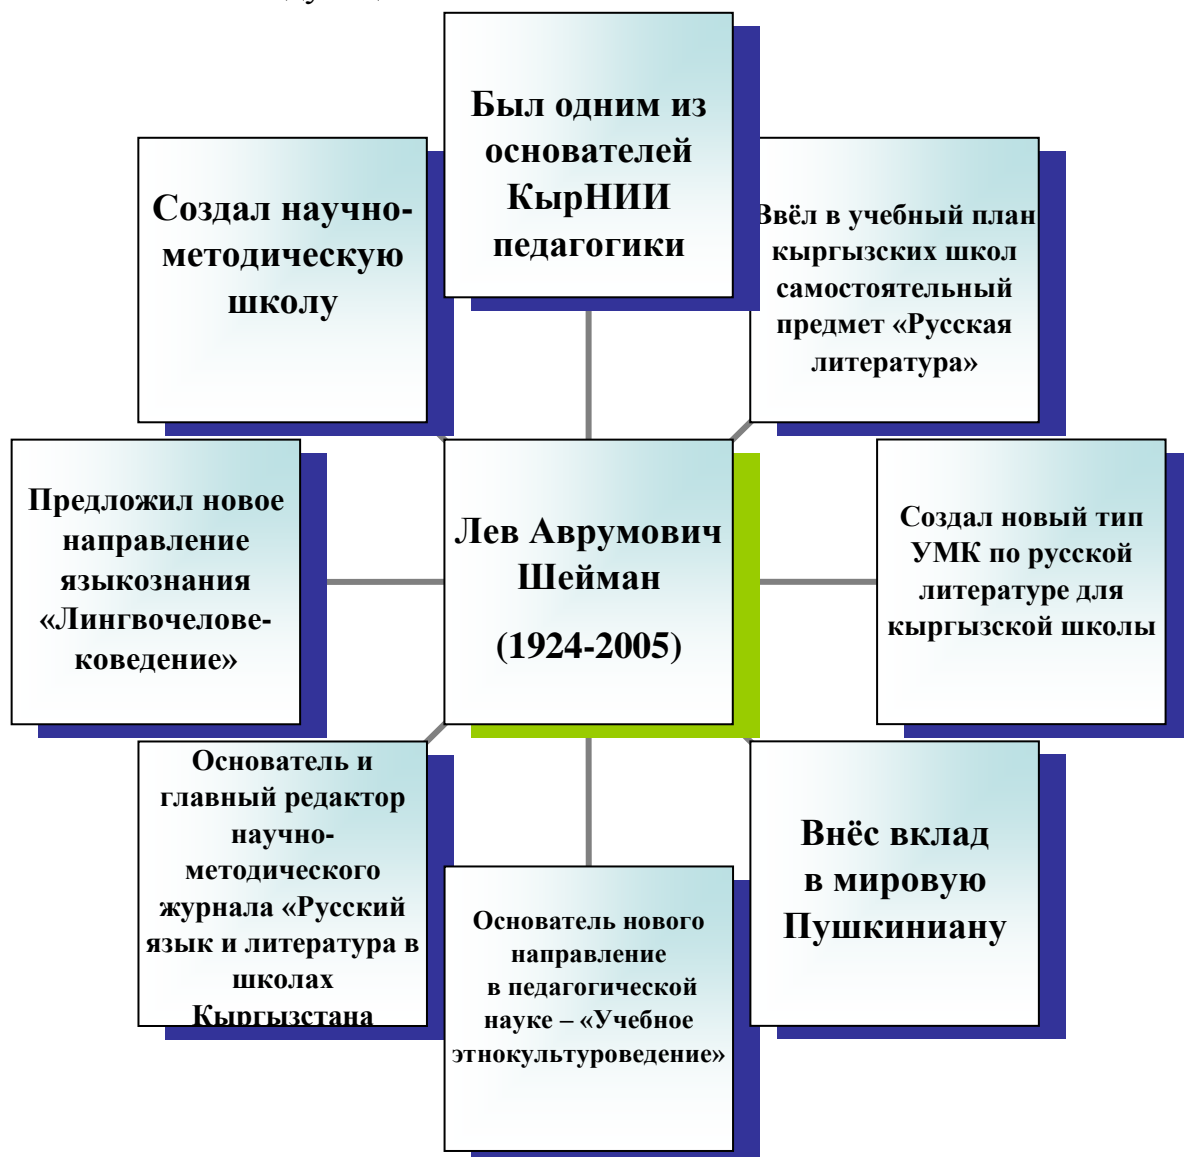 Был одним из
основателей
КырНИИ
педагогики
Создал научно-
методическую
школу
Ввёл в учебный план
кыргызских школ
самостоятельный
предмет «Русская
литература»
Предложил новое
направление
языкознания
«Лингвочелове-
коведение»
Лев Аврумович
Шейман
(1924-2005)
Создал новый тип
УМК по русской
литературе для
кыргызской школы
Основатель и
главный редактор
научно-
методического
журнала «Русский
язык и литература в
школах
Кыргызстана
Внёс вклад
в мировую
Пушкиниану
Основатель нового
направление
в педагогической
науке – «Учебное
этнокультуроведение»